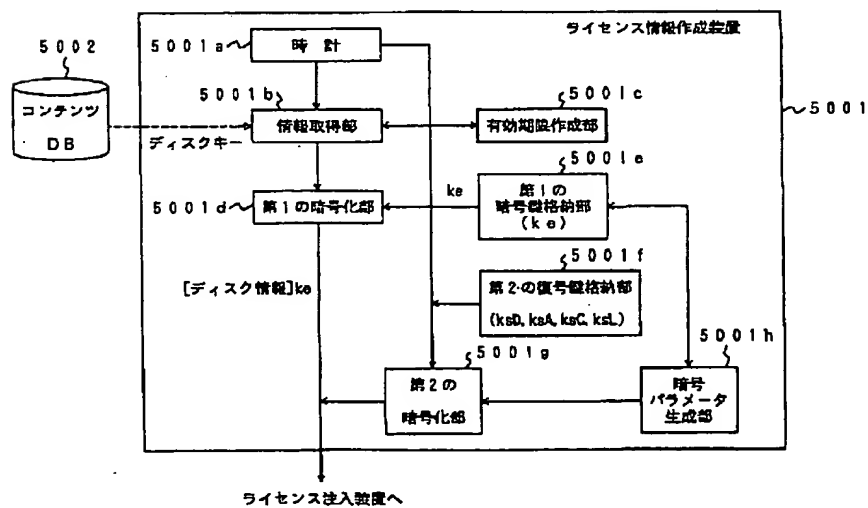 ライセンス情報作成装置
5001
5002
コンテンツ
DB
ディスクキー
5001a
時計
5001b
情報取得部
5001c
有効期限作成部
5001d
第1の暗号化部
ke
5001e
第1の
暗号鍵格納部
(ke)
[ディスク情報]ke
5001f
第2の復号鍵格納部
(ksD, ksA, ksC, ksL)
5001g
第2の
暗号化部
5001h
暗号
パラメータ
生成部
ライセンス注入装置へ